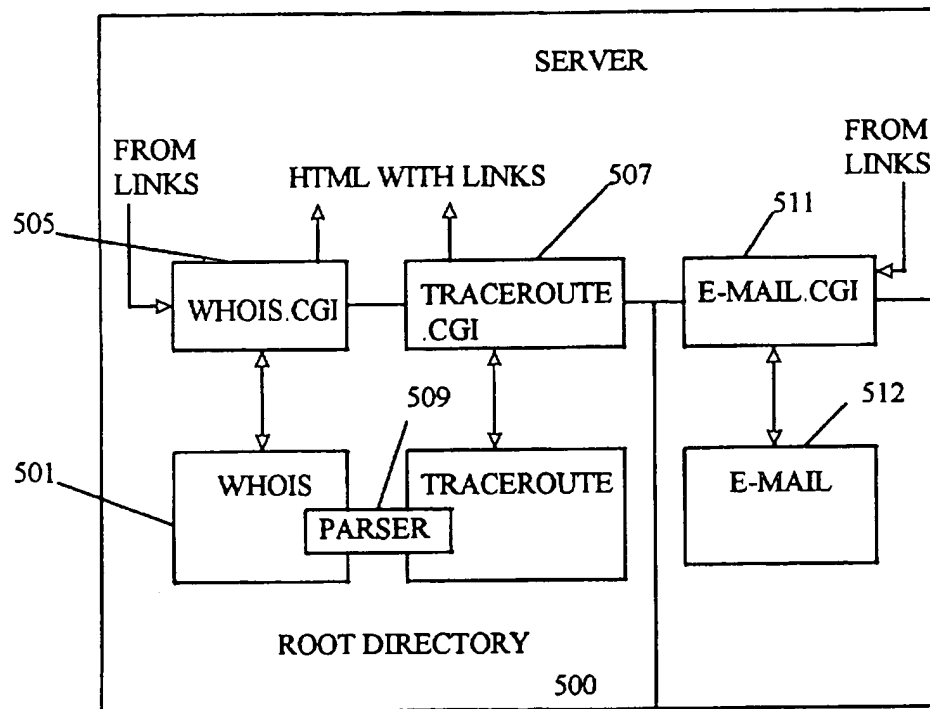 SERVER
FROM
LINKS
HTML WITH LINKS
507
511
FROM
LINKS
505
WHOIS.CGI
TRACEROUTE
.CGI
E-MAIL.CGI
509
512
501
WHOIS
TRACEROUTE
E-MAIL
PARSER
ROOT DIRECTORY
500